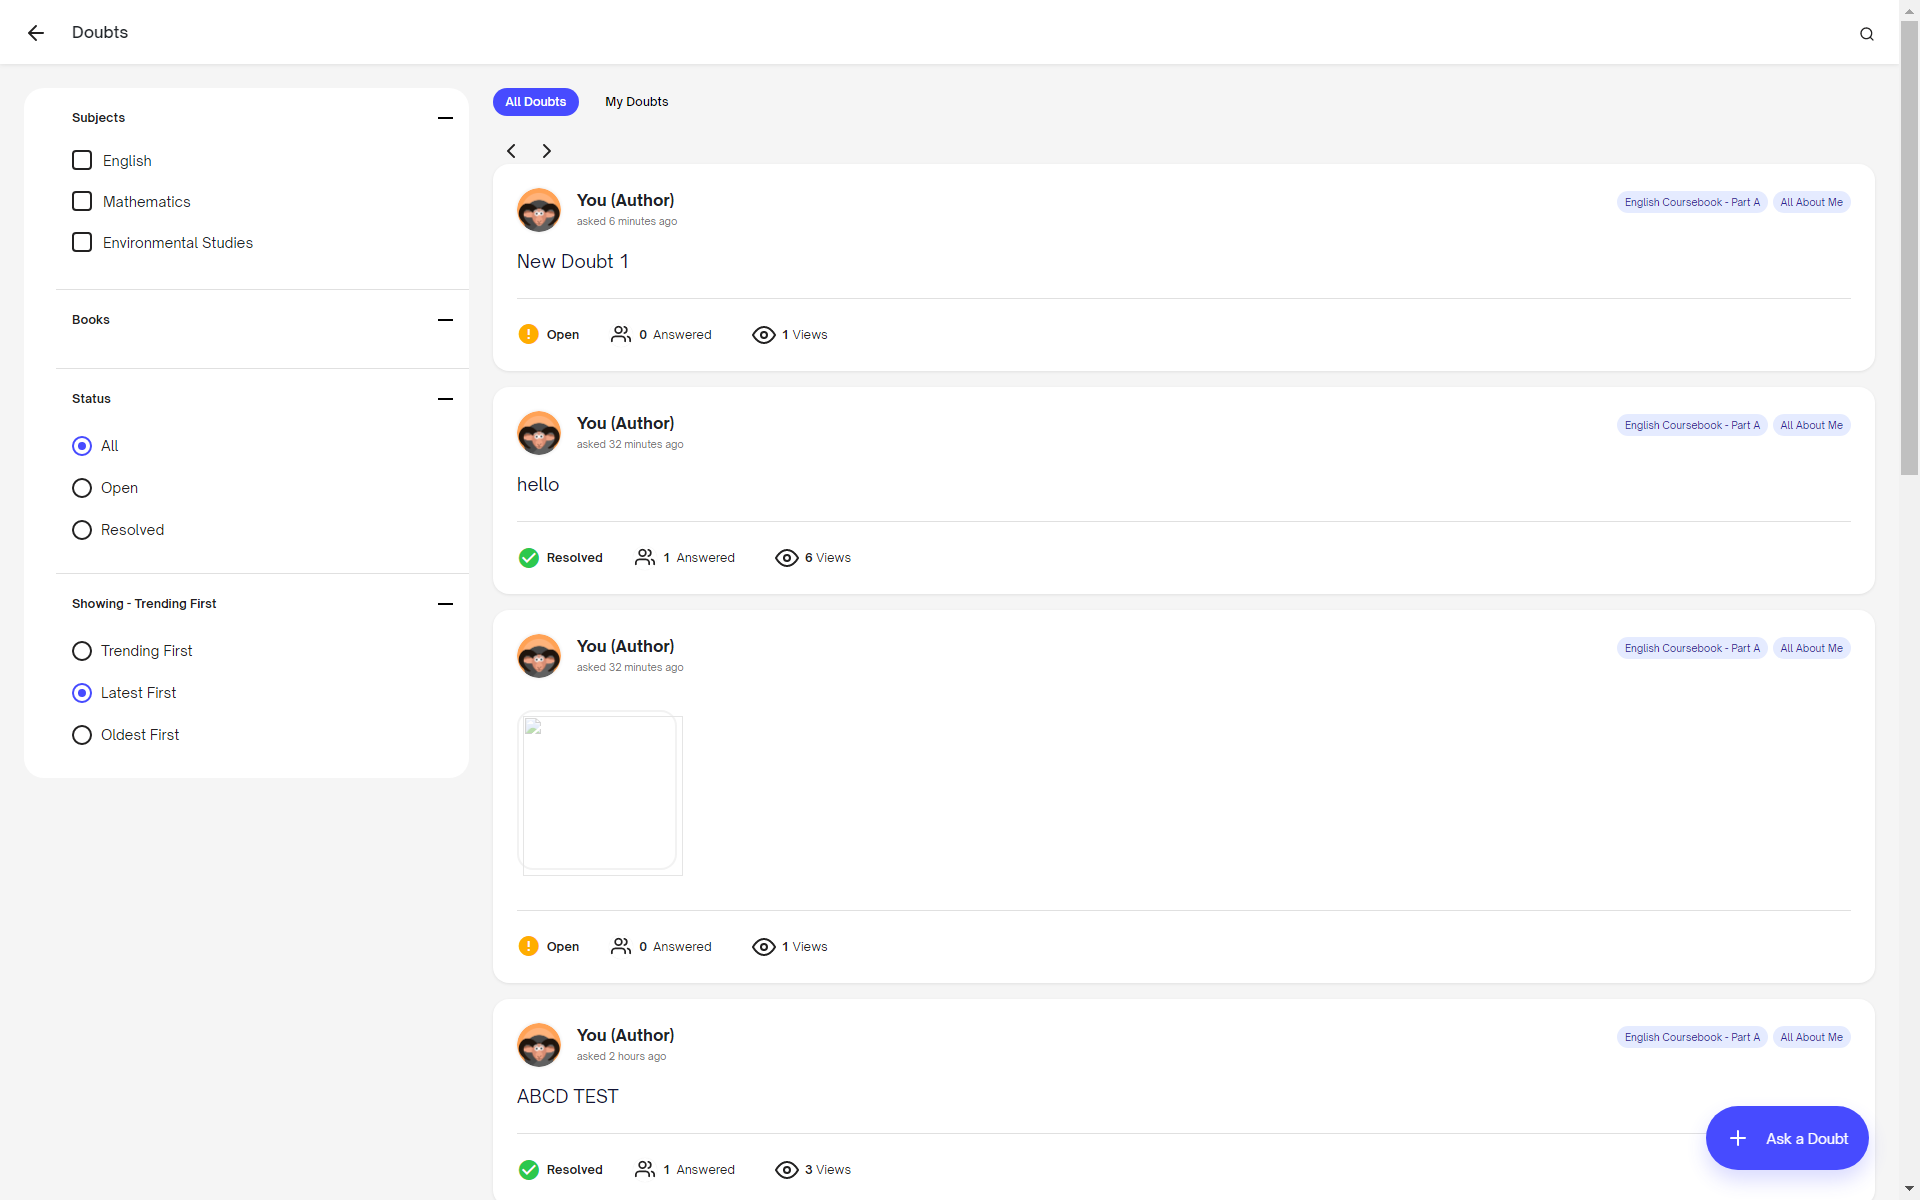 Doubts
Subjects
English
Mathematics
Environmental Studies
Books
Status
All
Open
Resolved
Showing - Trending First
Trending First
Latest First
Oldest First
All Doubts
My Doubts
You (Author)
asked 6 minutes ago
English Coursebook - Part A
All About Me
New Doubt 1
Open
0 Answered
1 Views
You (Author)
asked 32 minutes ago
English Coursebook - Part A
All About Me
hello
Resolved
1 Answered
6 Views
You (Author)
asked 32 minutes ago
English Coursebook - Part A
All About Me
Open
0 Answered
1 Views
You (Author)
asked 2 hours ago
English Coursebook - Part A
All About Me
ABCD TEST
Resolved
1 Answered
3 Views
Ask a Doubt